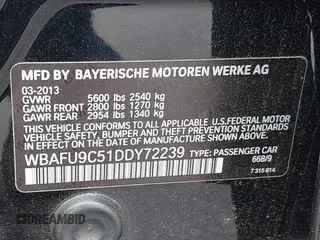 MFD BY BAYERISCHE MOTOREN WERKE AG
03-2013
GVWR 5600 lbs 2540 kg
GAWR FRONT 2800 lbs 1270 kg
GAWR REAR 2954 lbs 1340 kg
THIS VEHICLE CONFORMS TO ALL APPLICABLE U.S. FEDERAL MOTOR
VEHICLE SAFETY, BUMPER, AND THEFT PREVENTION STANDARDS IN
EFFECT ON THE DATE OF MANUFACTURE SHOWN ABOVE.
WBAFU9C51DDY72239 TYPE: PASSENGER CAR
668/9
7 315 814
DREAMBID